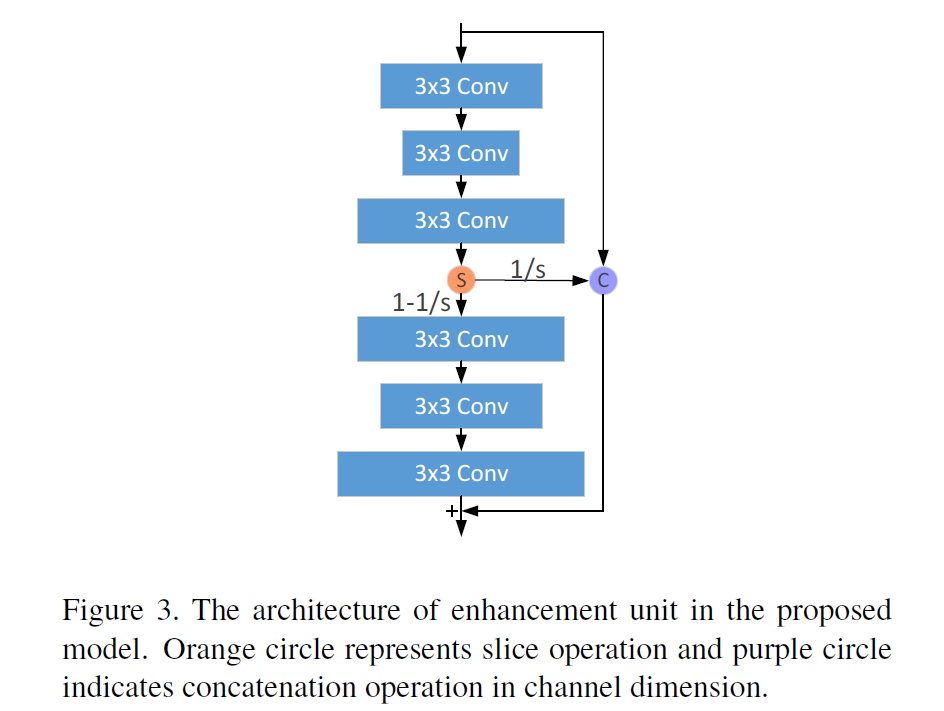 3x3 Conv
3x3 Conv
3x3 Conv
S
1/s
C
1-1/s
3x3 Conv
3x3 Conv
3x3 Conv
+
Figure 3. The architecture of enhancement unit in the proposed
model. Orange circle represents slice operation and purple circle
indicates concatenation operation in channel dimension.